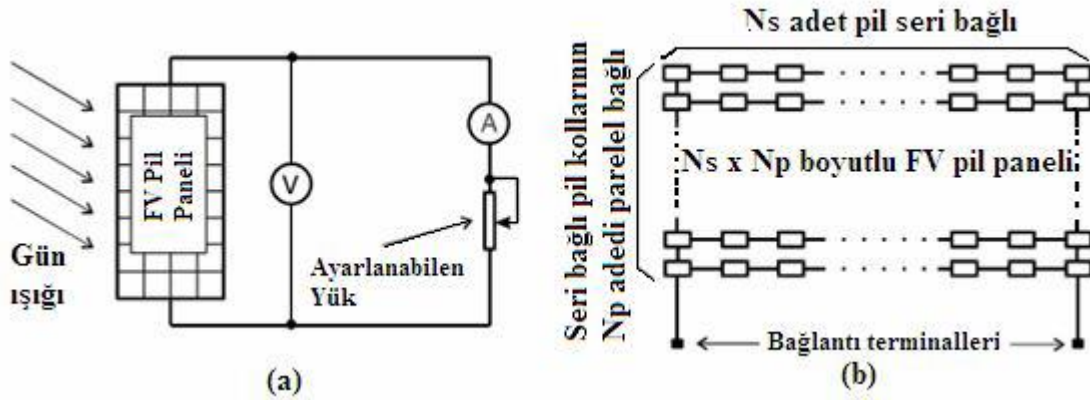 FV Pil
Paneli
V
A
Gün
ışığı
Ayarlanabilen
Yük
(a)
Ns adet pil seri bağlı
Seri bağlı pil kollarının
Np adedi parelel bağlı
Ns x Np boyutlu FV pil paneli
Bağlantı terminalleri
(b)